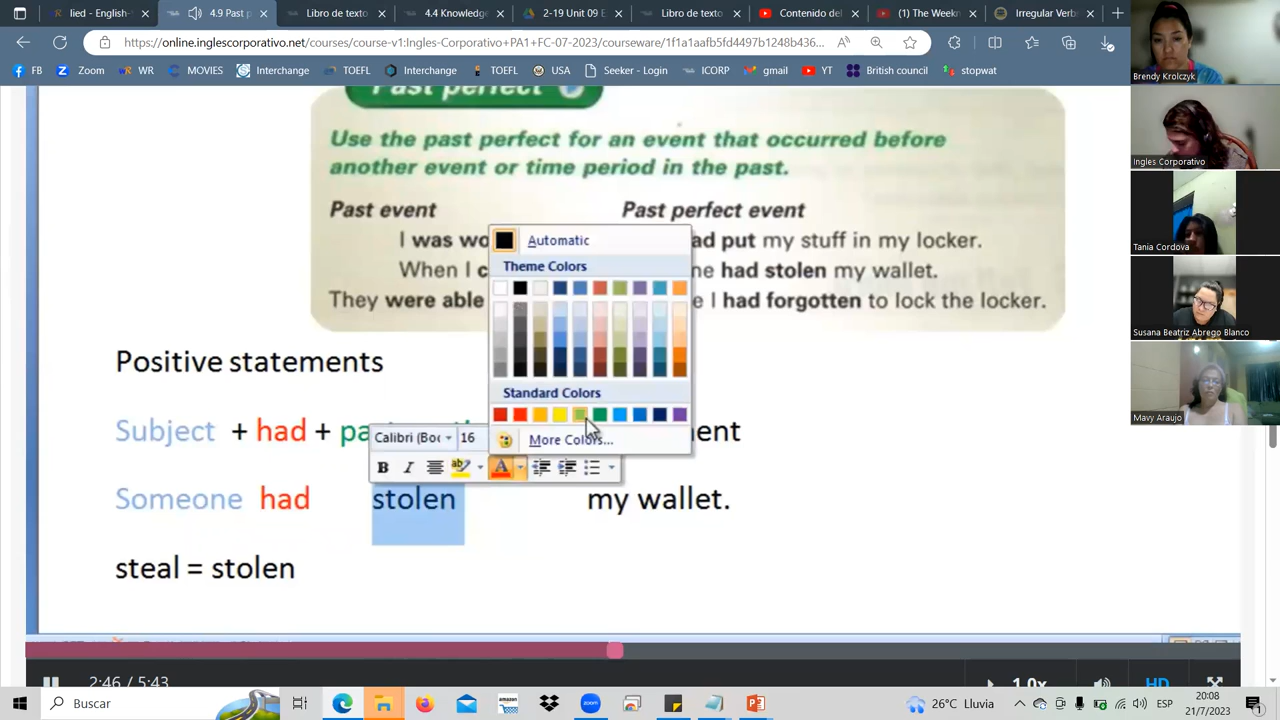 lied - English-
4.9 Past p
Libro de texto
4.4 Knowledge
2-19 Unit 09 E
Libro de texto
Contenido del
(1) The Weekn
Irregular Verb
https://online.inglescorporativo.net/courses/course-v1:Ingles-Corporativo+PA1+FC-07-2023/courseware/1f1a1aafb5fd4497b1248b436...
FB
Zoom
WR
MOVIES
Interchange
TOEFL
Interchange
TOEFL
USA
Seeker - Login
ICORP
gmail
YT
British council
stopwat
Brendy Krolczyk
Ingles Corporativo
Tania Cordova
Susana Beatriz Abrego Blanco
Mavy Araujo
Past perfect
Use the past perfect for an event that occurred before
another event or time period in the past.
Past event Past perfect event
I was wo ad put my stuff in my locker.
When I c ne had stolen my wallet.
They were able e I had forgotten to lock the locker.
Automatic
Theme Colors
Standard Colors
More Colors...
Positive statements
Subject + had + pa nent
Calibri (Boc 16
Someone had stolen my wallet.
steal = stolen
2:46 / 5:43
1.0x
HD
Buscar
26°C Lluvia
ESP
20:08
21/7/2023